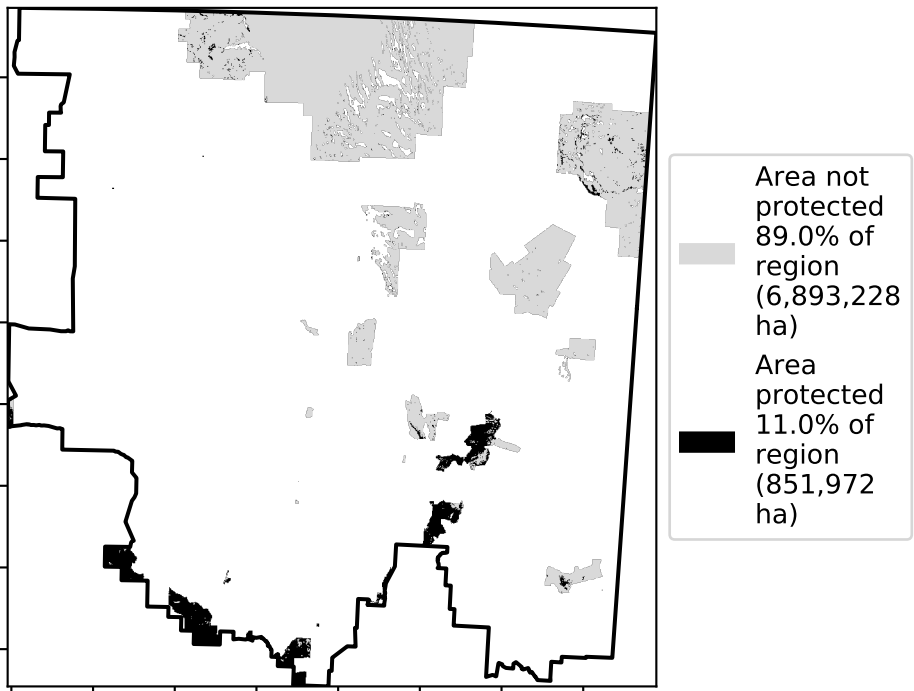 Area not
protected
89.0% of
region
(6,893,228
ha)
Area
protected
11.0% of
region
(851,972
ha)